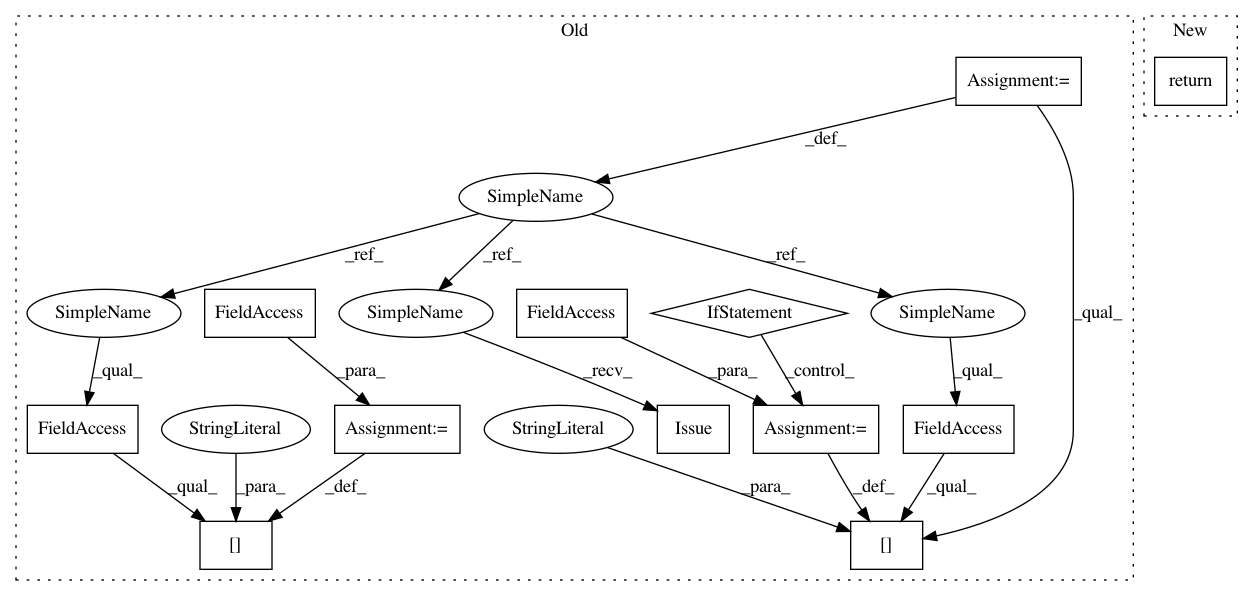 Old
New
Assignment:=
return
_def_
SimpleName
_ref_
_ref_
_ref_
_qual_
SimpleName
FieldAccess
SimpleName
FieldAccess
IfStatement
SimpleName
_qual_
_para_
_recv_
_para_
_control_
_qual_
FieldAccess
StringLiteral
Assignment:=
StringLiteral
Issue
Assignment:=
FieldAccess
_qual_
_para_
_def_
_para_
_def_
_qual_
[]
[]